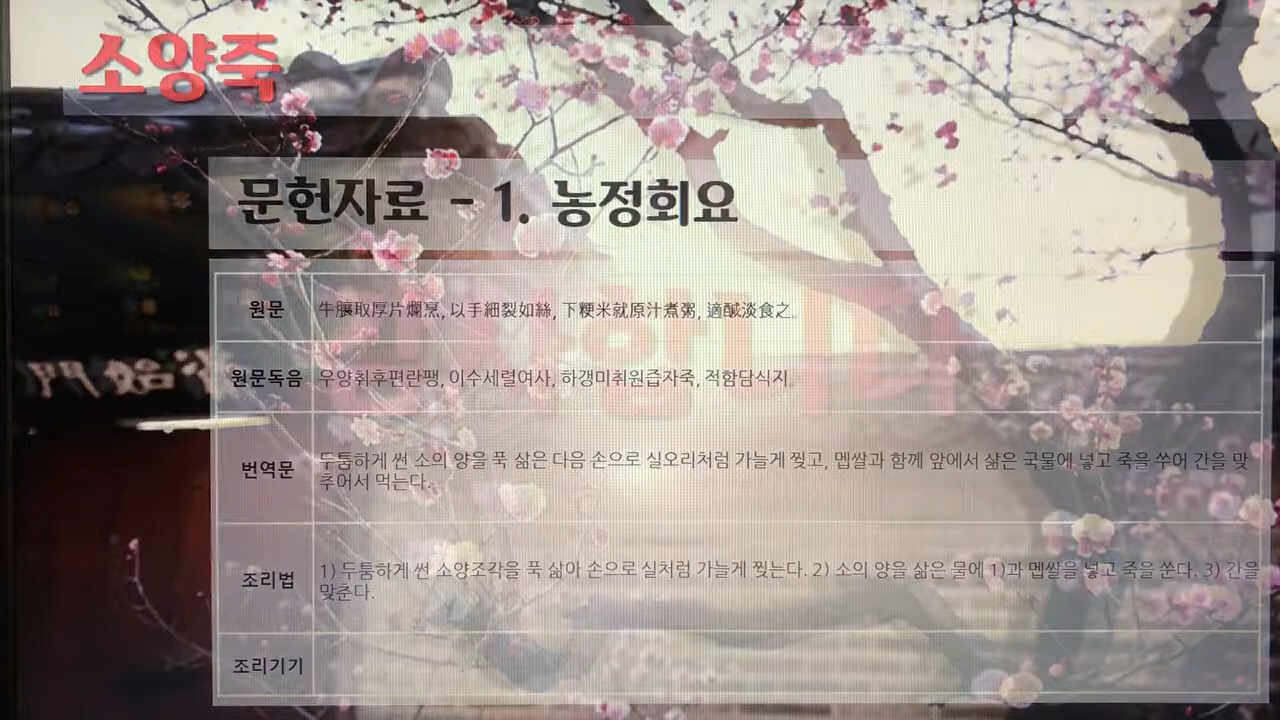 소양죽
문헌자료 - 1. 농정회요
원문 牛䑋取厚片爛烹, 以手細裂如絲, 下粳米就原汁煮粥, 適醎淡食之.
원문독음 우양취후편란팽, 이수세렬여사, 하갱미취원즙자죽, 적함담식지.
번역문 두툼하게 썬 소의 양을 푹 삶은 다음 손으로 실오리처럼 가늘게 찢고, 멥쌀과 함께 앞에서 삶은 국물에 넣고 죽을 쑤어 간을 맞
추어서 먹는다.
조리법 1) 두툼하게 썬 소양조각을 푹 삶아 손으로 실처럼 가늘게 찢는다. 2) 소의 양을 삶은 물에 1)과 멥쌀을 넣고 죽을 쑨다. 3) 간을
맞춘다.
조리기기